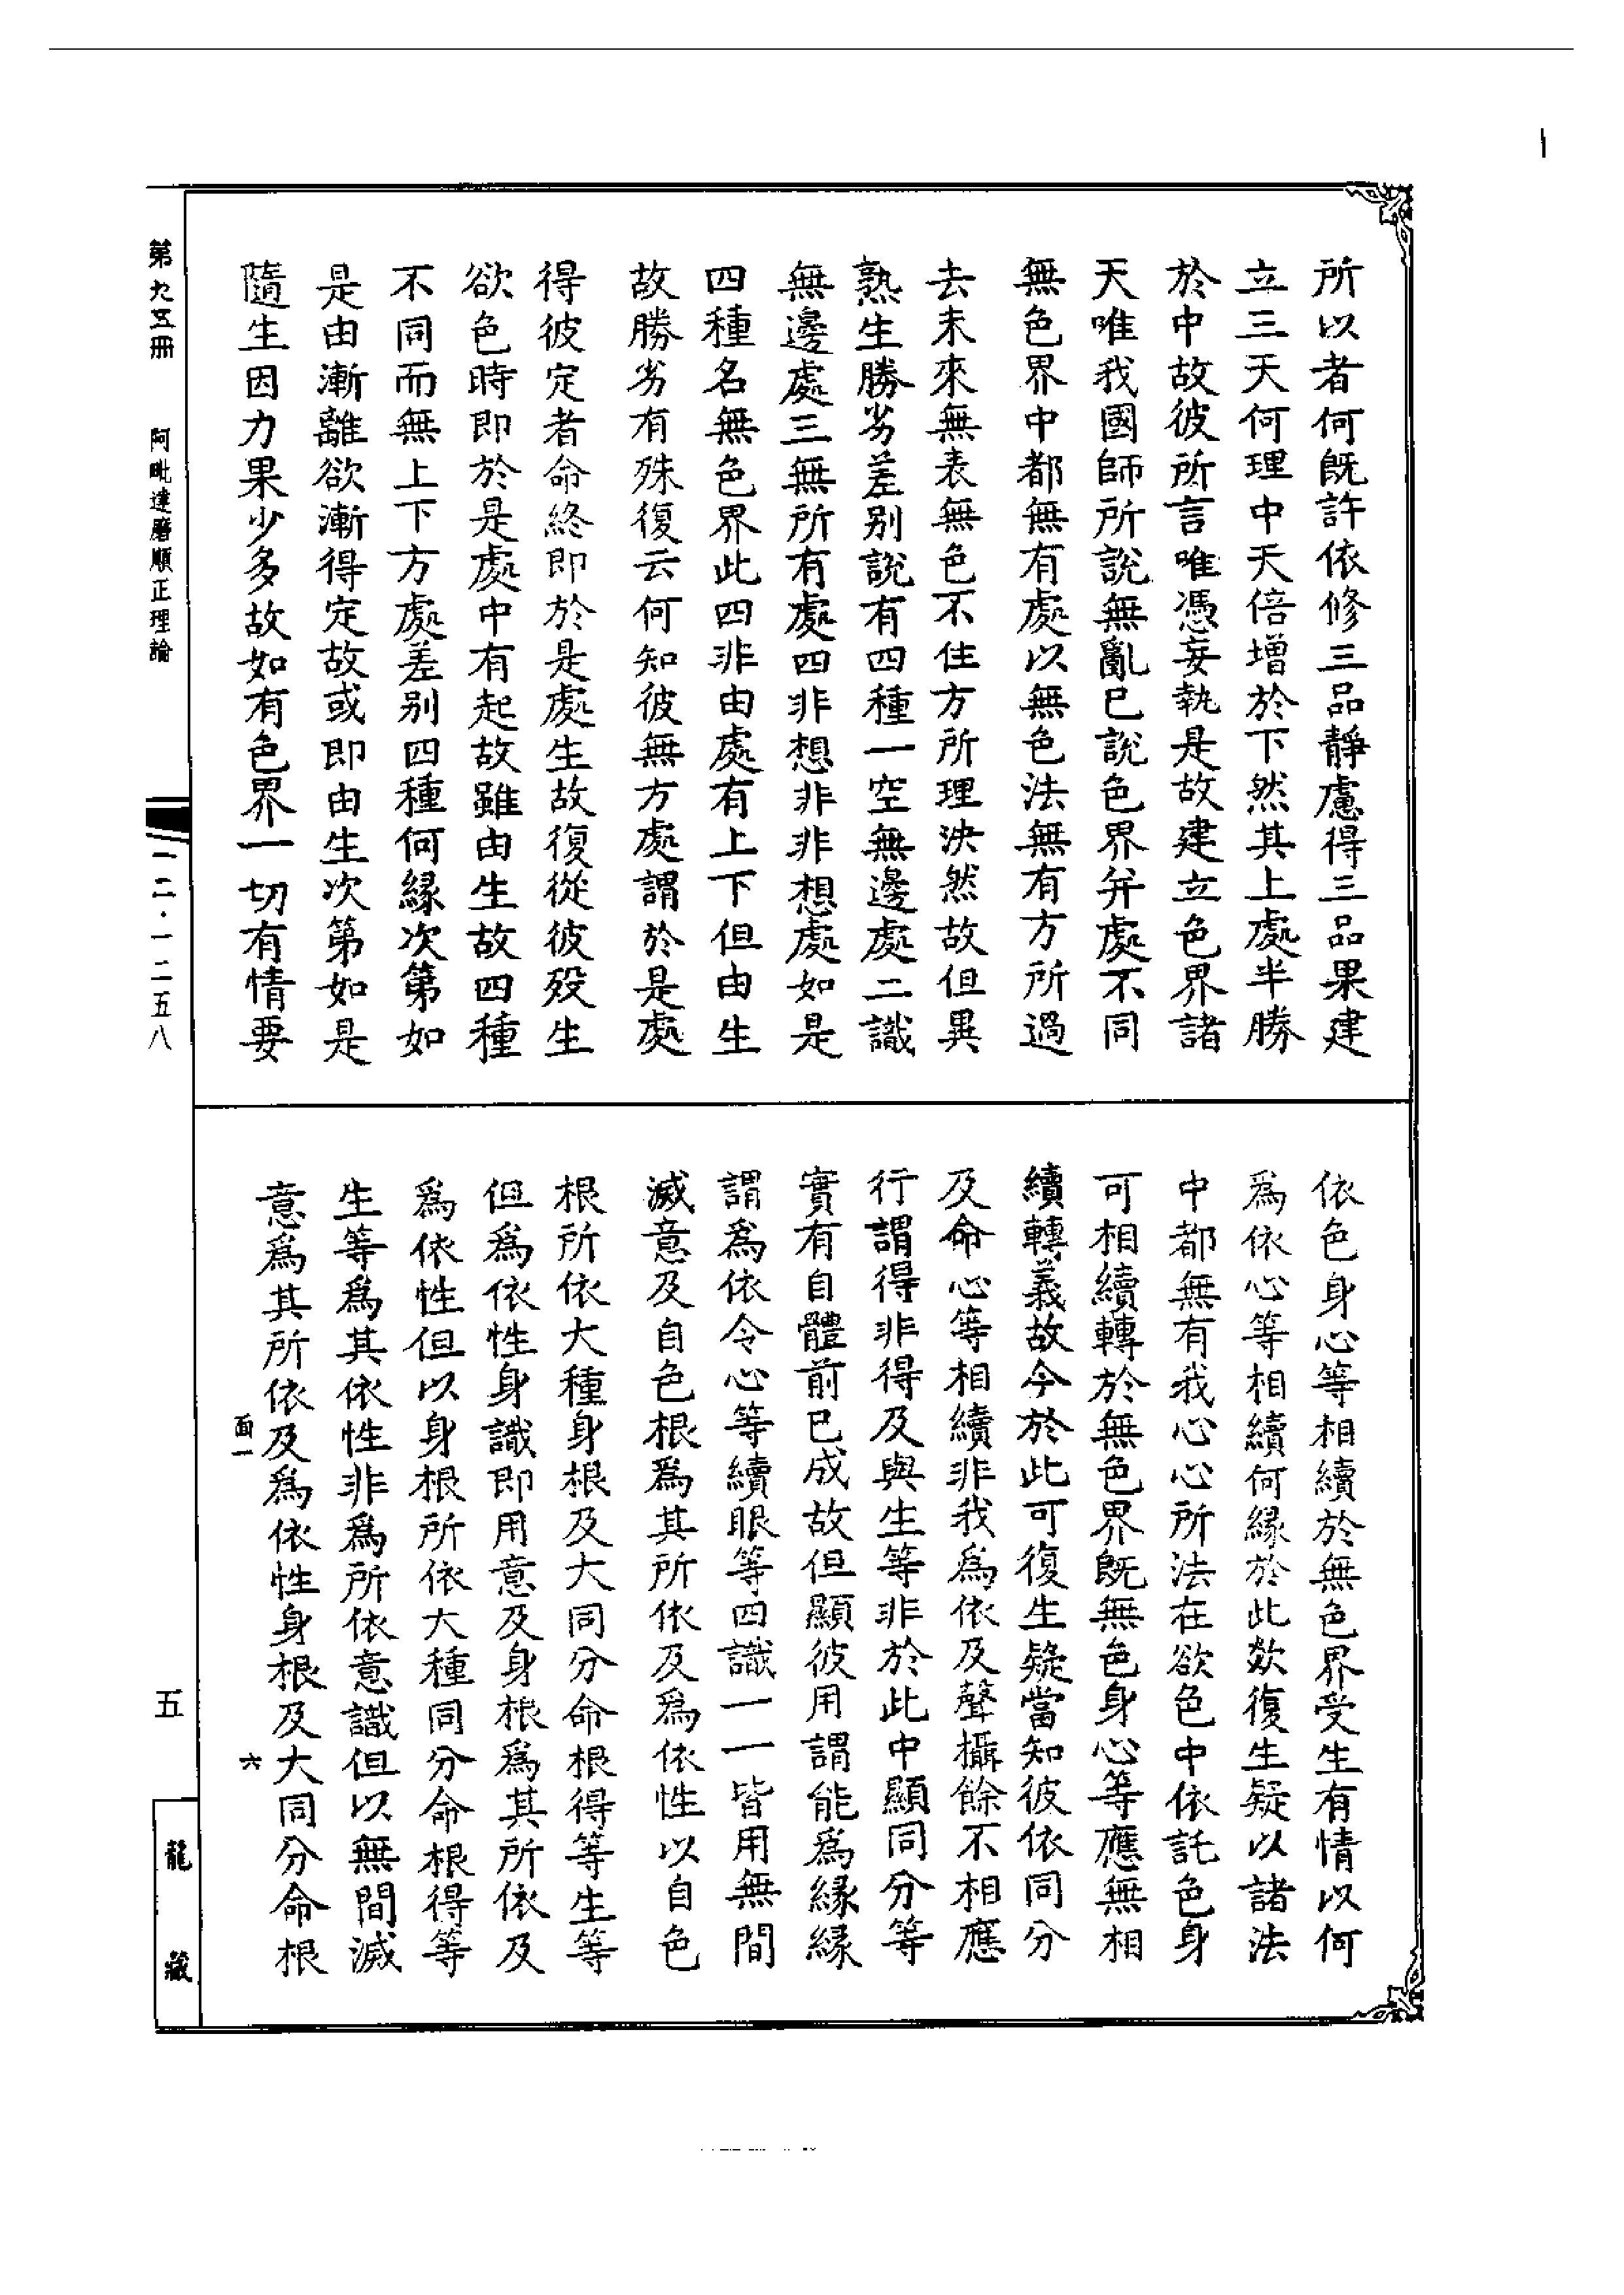 所以者何既許依修三品靜慮得三品果建
立三天何理中天倍增於下然其上處半勝
於中故彼所言唯憑妄執是故建立色界諸
天唯我國師所說無亂已說色界并處不同
無色界中都無有處以無色法無有方所過
去未來無表無色不住方所理決然故但異
熟生勝劣差別說有四種一空無邊處二識
無邊處三無所有處四非想非非想處如是
四種名無色界此四非由處有上下但由生
故勝劣有殊復云何知彼無方處謂於是處
得彼定者命終即於是處生故復從彼歿生
欲色時即於是處中有起故雖由生故四種
不同而無上下方處差別四種何緣次第如
是由漸離欲漸得定故或即由生次第如是
隨生因力果少多故如有色界一切有情要
依色身心等相續於無色界受生有情以何
為依心等相續何緣於此欻復生疑以諸法
中都無有我心心所法在欲色中依託色身
可相續轉於無色界既無色身心等應無相
續轉義故今於此可復生疑當知彼依同分
及命心等相續非我為依及聲攝餘不相應
行謂得非得及與生等非於此中顯同分等
實有自體前已成故但顯彼用謂能為緣緣
謂為依令心等續眼等四識一一皆用無間
滅意及自色根為其所依及為依性以自色
根所依大種身根及大同分命根得等生等
但為依性身識即用意及身根為其所依及
為依性但以身根所依大種同分命根得等
生等為其依性非為所依意識但以無間滅
意為其所依及為依性身根及大同分命根
面一
六
第九五冊
阿毗達磨順正理論
一二·一二五八
五
龍藏